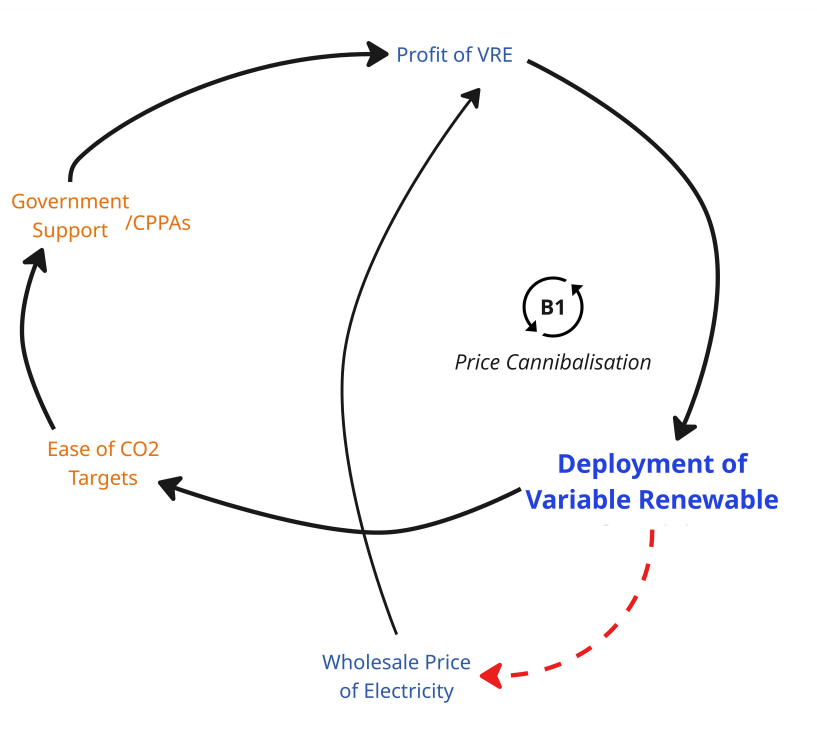 Profit of VRE
Government
Support /CPPAs
B1
Price Cannibalisation
Ease of CO2
Targets
Deployment of
Variable Renewable
Wholesale Price
of Electricity